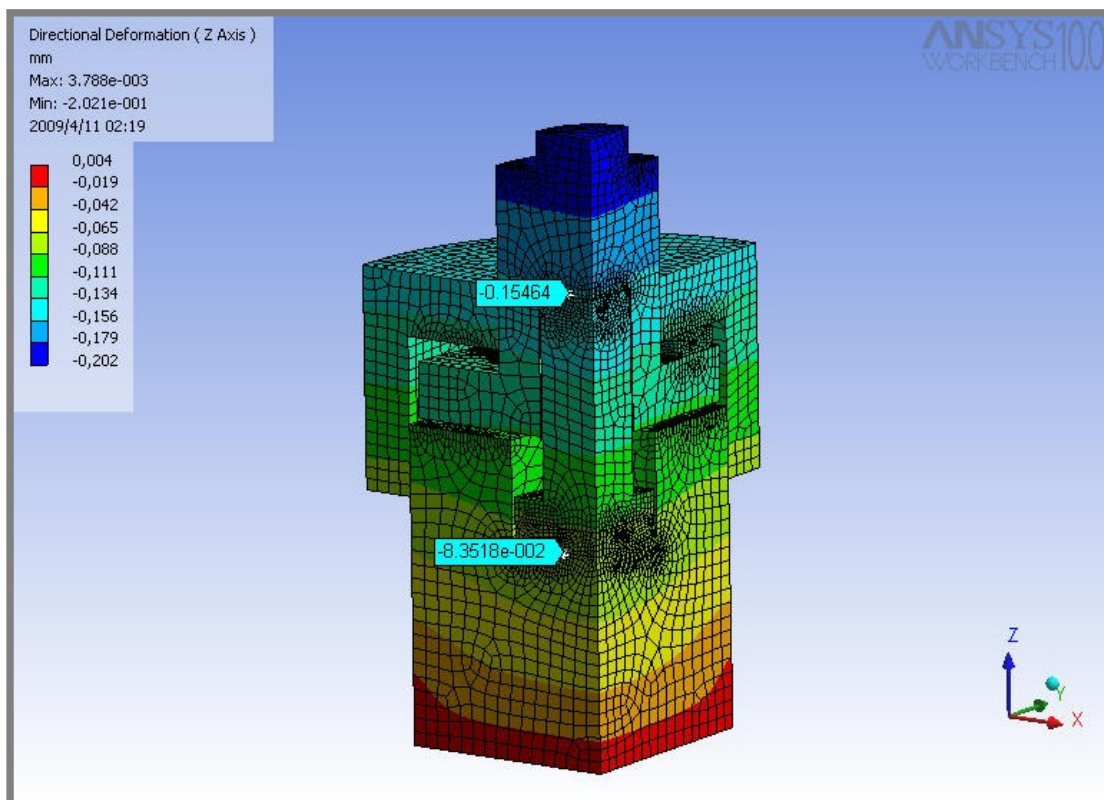 Directional Deformation ( Z Axis )
mm
Max: 3.788e-003
Min: -2.021e-001
2009/4/11 02:19
ANSYS 10.0
WORKBENCH
0,004
-0,019
-0,042
-0,065
-0,088
-0,111
-0,134
-0,156
-0,179
-0,202
-0.15464
-8.3518e-002
Z
Y
X